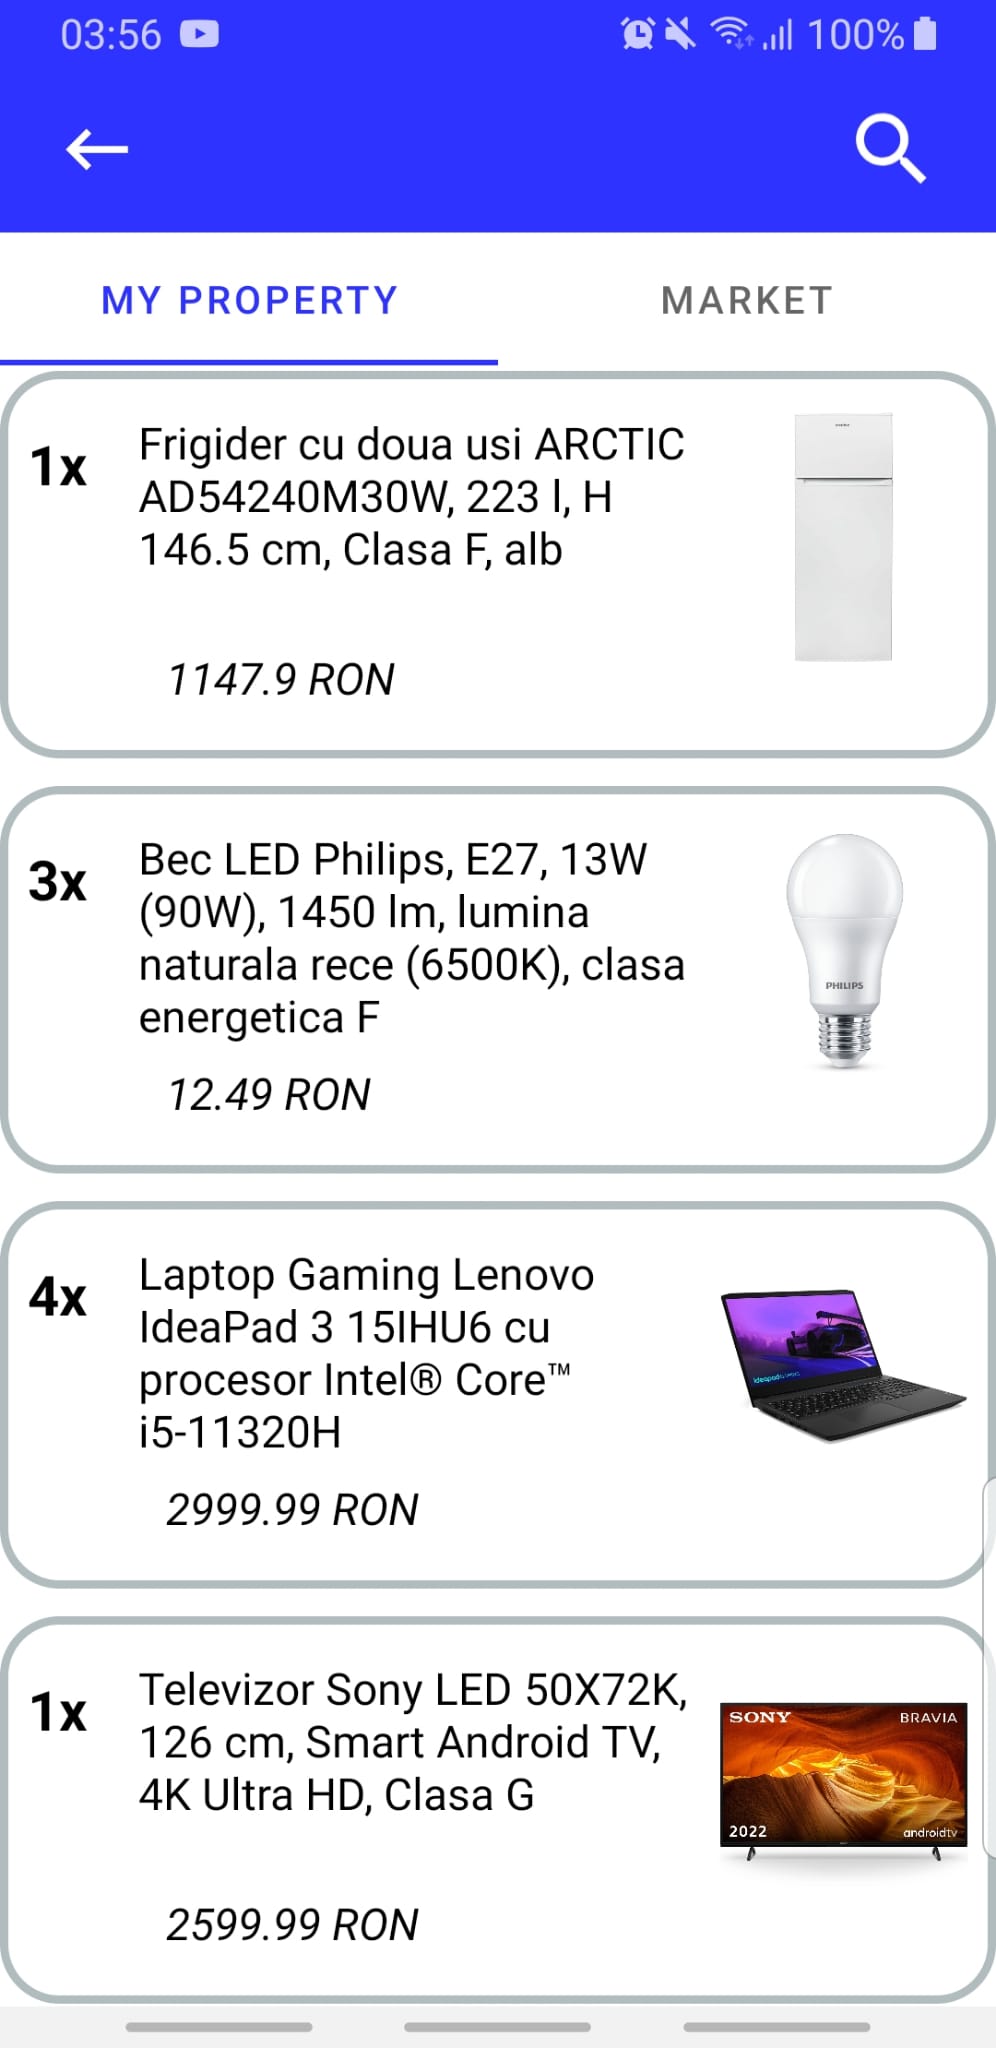 03:56
100%
MY PROPERTY
MARKET
1x
Frigider cu doua usi ARCTIC
AD54240M30W, 223 l, H
146.5 cm, Clasa F, alb
1147.9 RON
3x
Bec LED Philips, E27, 13W
(90W), 1450 lm, lumina
naturala rece (6500K), clasa
energetica F
12.49 RON
PHILIPS
4x
Laptop Gaming Lenovo
IdeaPad 3 15IHU6 cu
procesor Intel® Core™
i5-11320H
2999.99 RON
1x
Televizor Sony LED 50X72K,
126 cm, Smart Android TV,
4K Ultra HD, Clasa G
2599.99 RON
SONY
BRAVIA
2022
androidtv